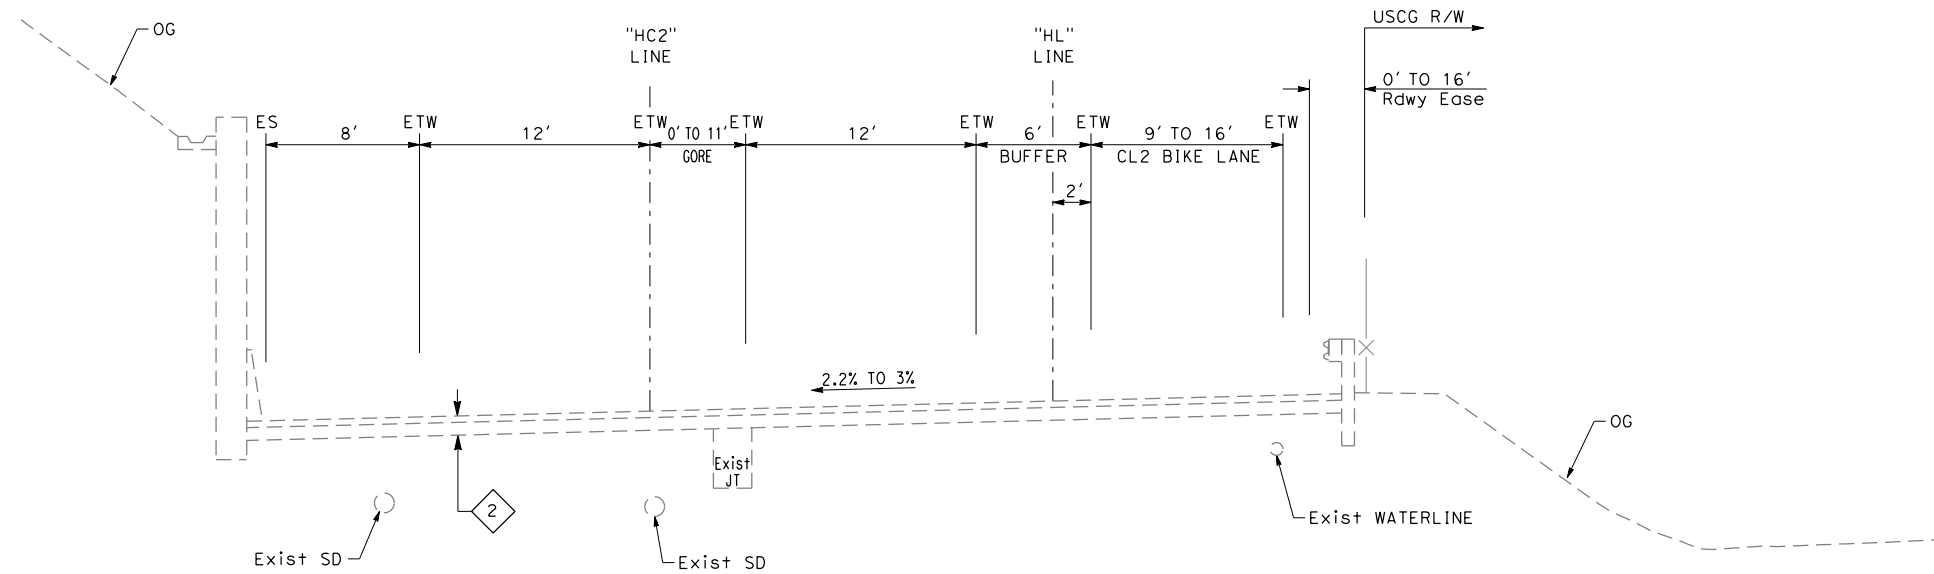 USCG R/W
OG
"HC2"
LINE
"HL"
LINE
0' TO 16'
Rdwy Ease
ES
ETW
ETW
ETW
ETW
ETW
ETW
8'
12'
0' TO 11'
GORE
12'
6'
BUFFER
9' TO 16'
CL2 BIKE LANE
2'
2.2% TO 3%
OG
Exist
JT
2
Exist WATERLINE
Exist SD
Exist SD